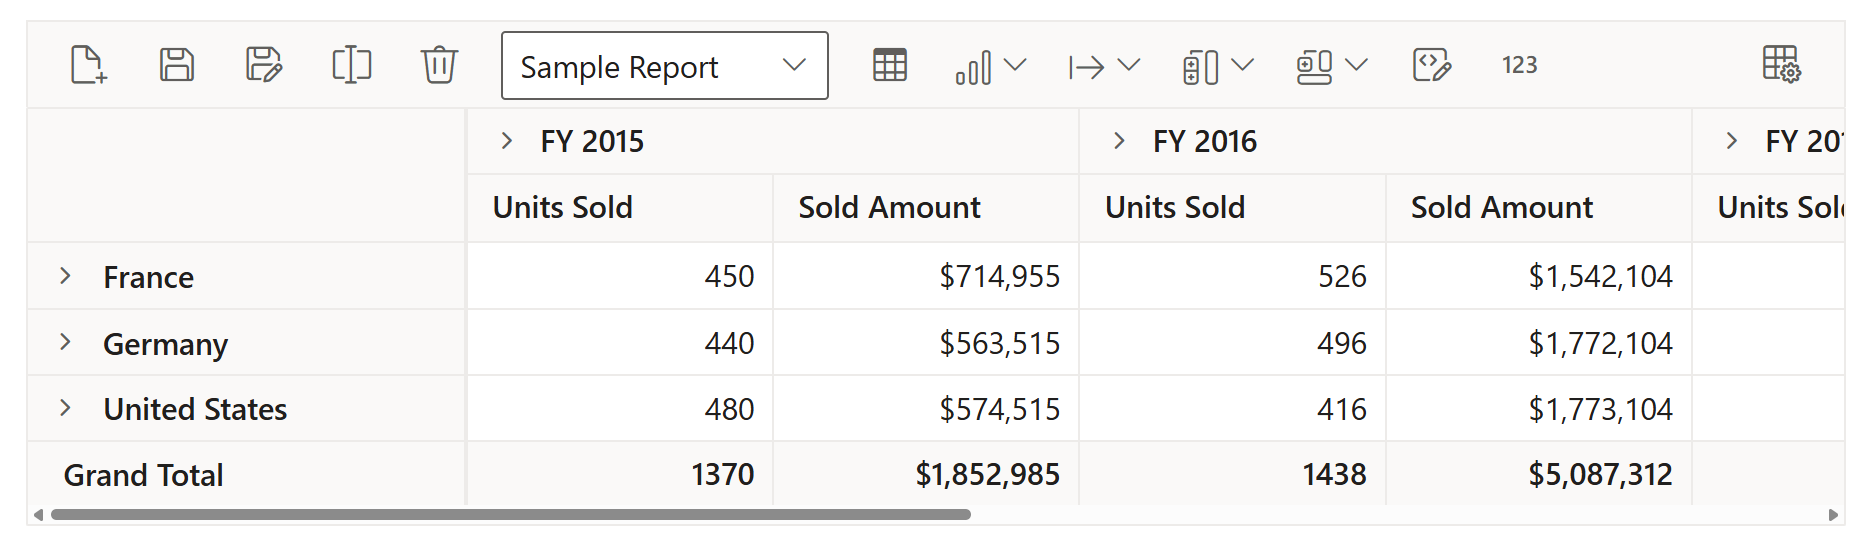 Sample Report 123
FY 2015 FY 2016 FY 20
Units Sold Sold Amount Units Sold Sold Amount Units Sol
France 450 $714,955 526 $1,542,104
Germany 440 $563,515 496 $1,772,104
United States 480 $574,515 416 $1,773,104
Grand Total 1370 $1,852,985 1438 $5,087,312